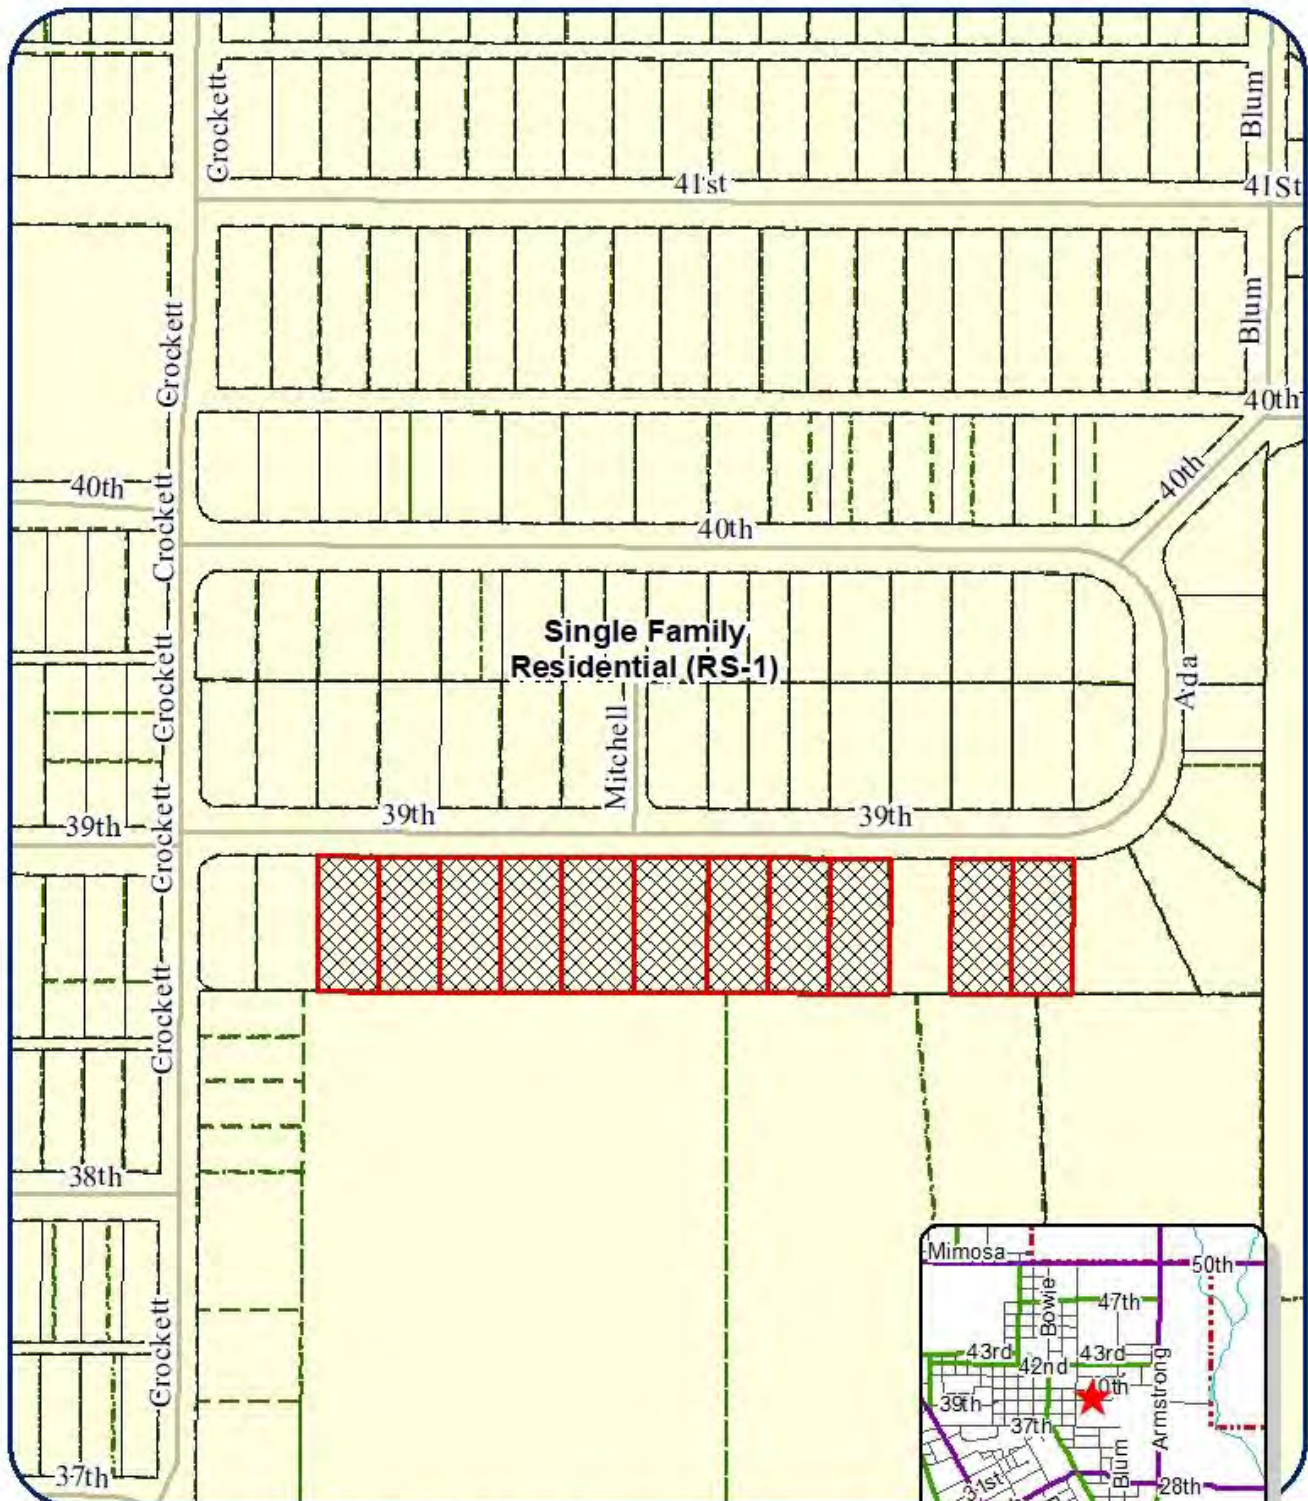 Crockett
Blum
41st
41St
Crockett
Blum
40th
40th
Crockett
40th
40th
Crockett
Single Family
Residential (RS-1)
Crockett
Ada
Mitchell
39th
39th
39th
Crockett
Crockett
38th
Crockett
37th
Mimosa
50th
Bowie
47th
43rd
43rd
42nd
0th
39th
37th
Armstrong
Blum
31st
28th